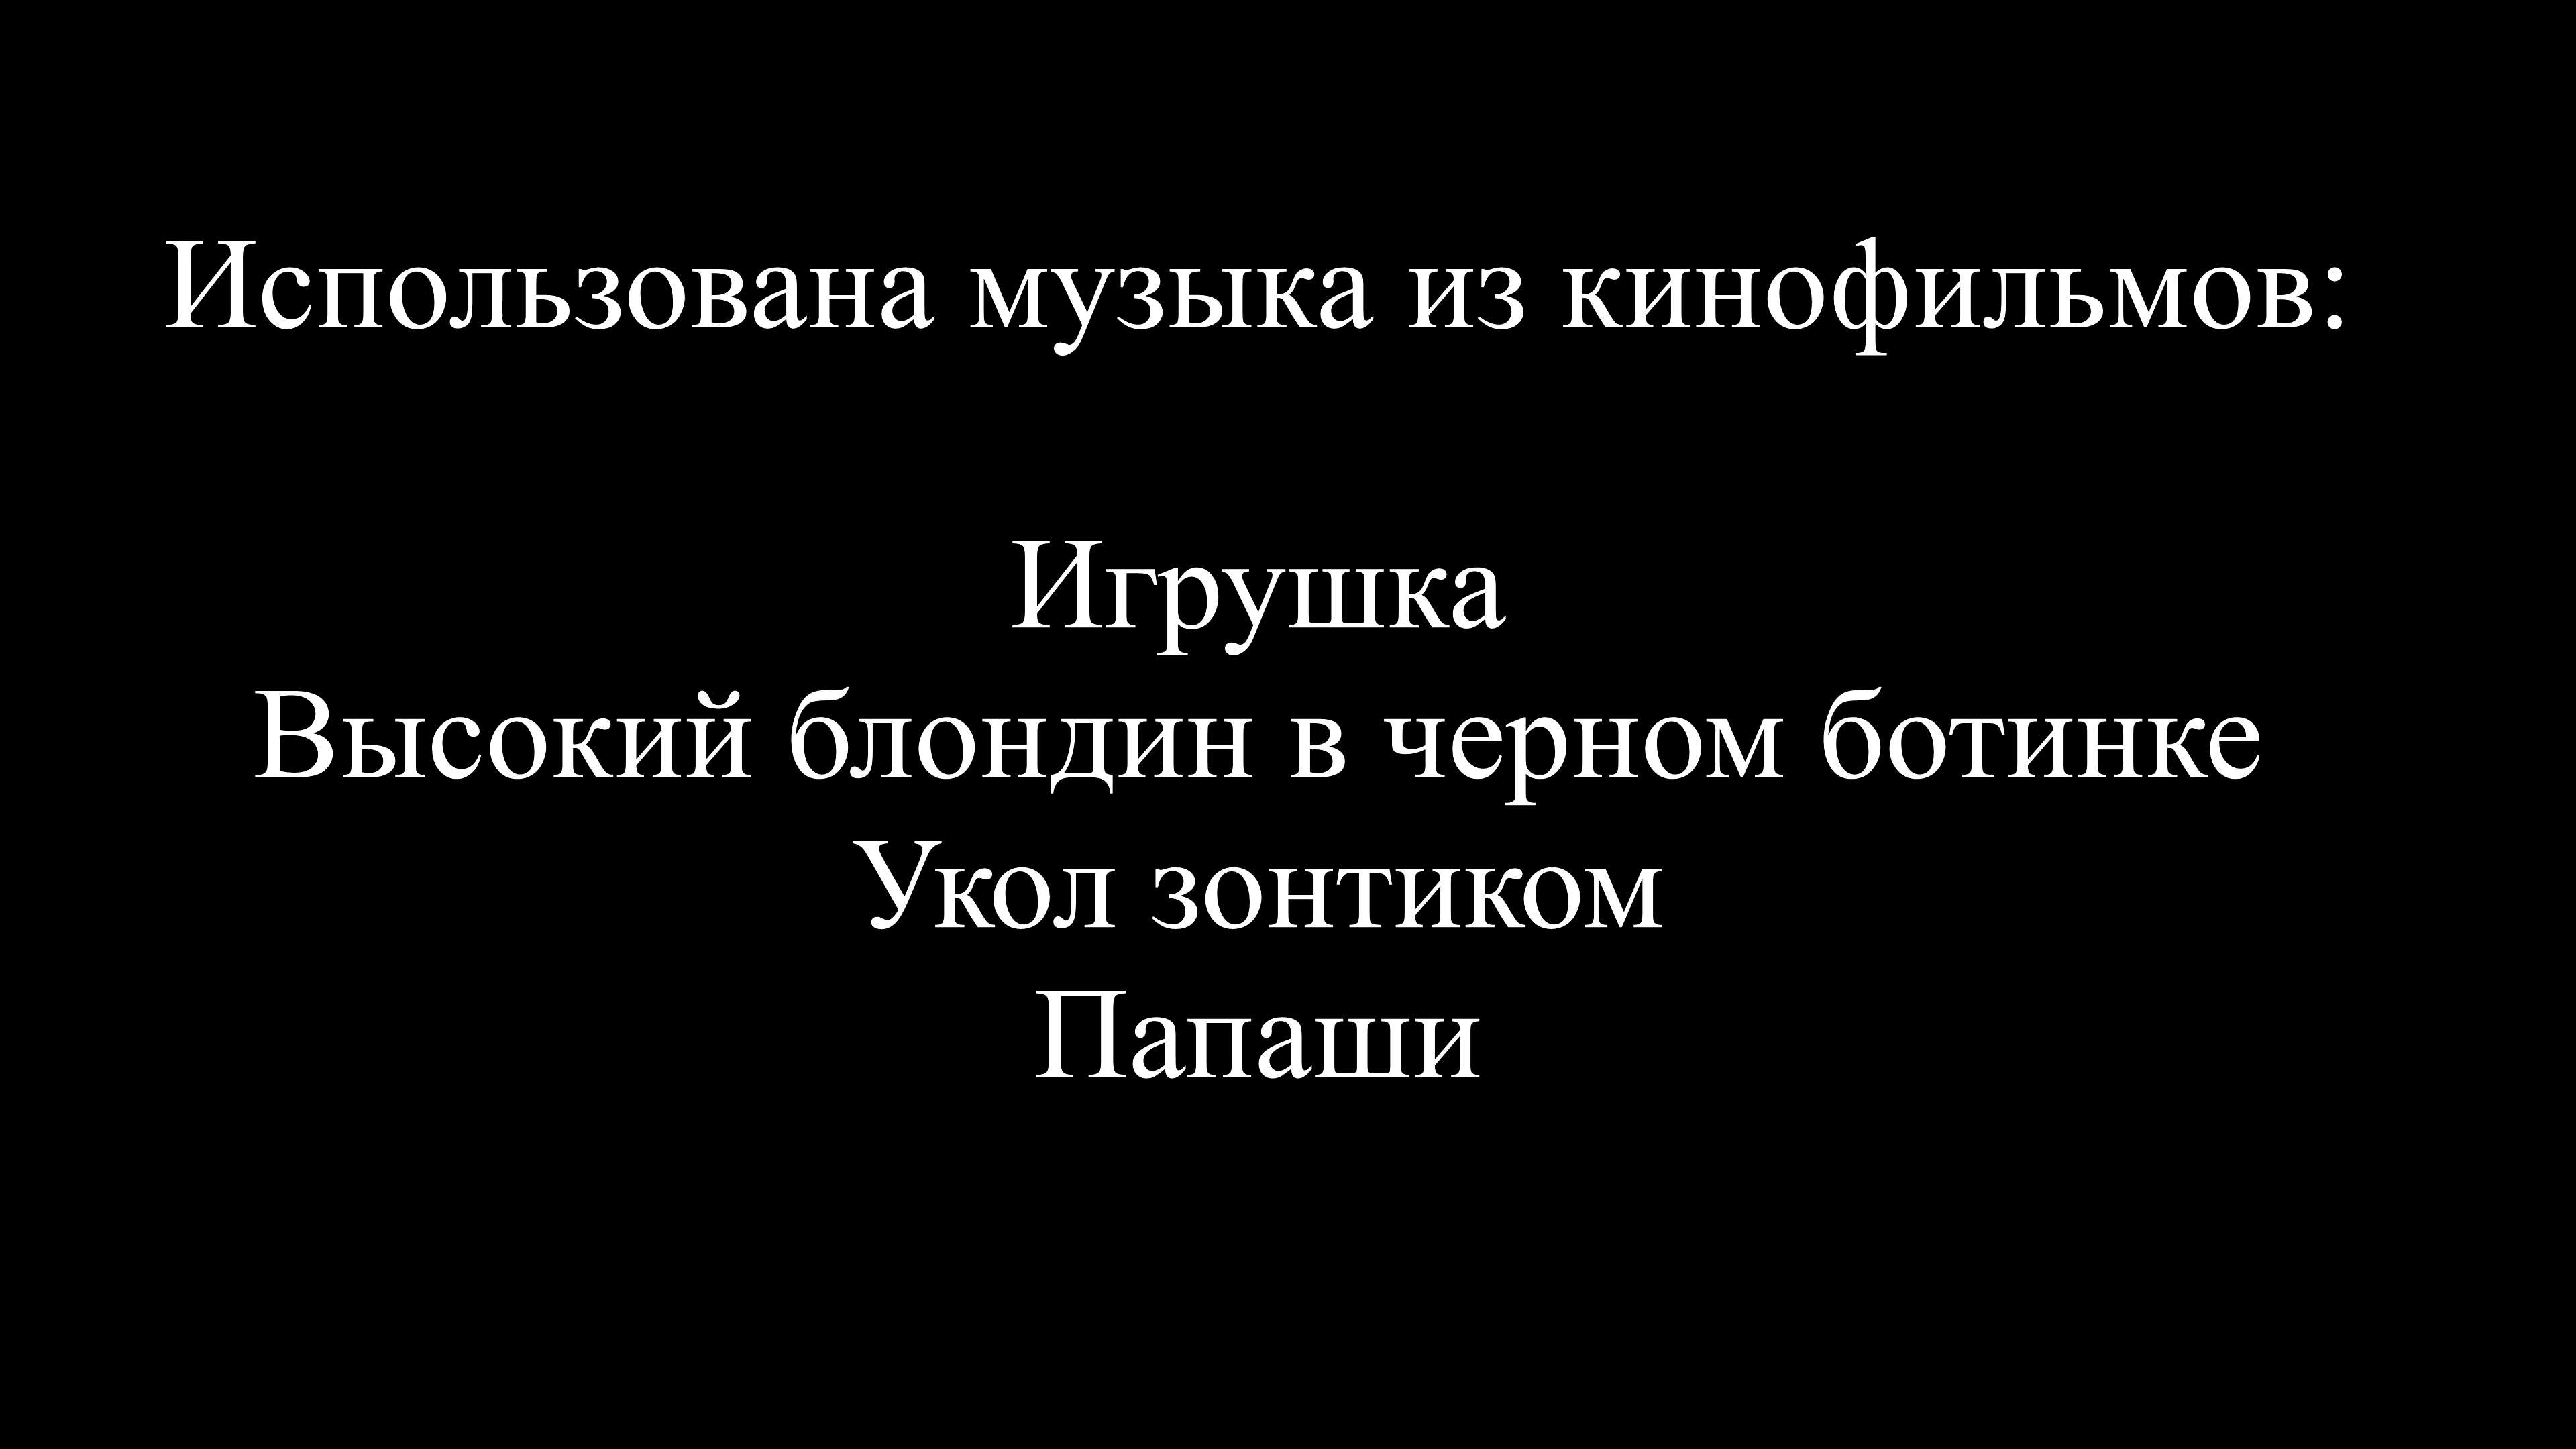 Использована музыка из кинофильмов:
Игрушка
Высокий блондин в черном ботинке
Укол зонтиком
Папаши